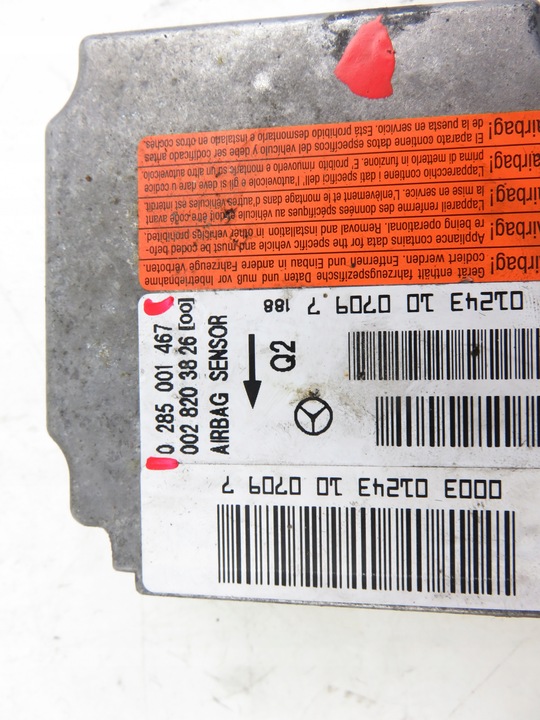 Gerät enthält fahrzeugspezifische Daten und muß vor Inbetriebnahme
codiert werden. Entfernen und Einbau in andere Fahrzeuge verboten.
Appliance contains data for the specific vehicle and must be coded befo-
re being operational. Removal and installation in other vehicles prohibited.
L'appareil renferme des données spécifiques au véhicule et doit être codé avant
la mise en service. L'enlèvement et le montage dans d'autres véhicules est interdit.
L'apparecchio contiene i dati specifici dell'autoveicolo e gli si deve dare un codice
prima di metterlo in funzione. E' proibito rimuoverlo e montarlo su altro autoveicolo
El aparato contiene datos específicos del vehículo y debe ser codificado antes
de la puesta en servicio. Está prohibido desmontarlo e instalarlo en otros coches.
airbag!
airbag!
airbag!
airbag!
airbag!
0 285 001 467
002 820 38 26 [00]
AIRBAG SENSOR
Q2
01243 10 0709 7 188
0003 01243 10 0709 7